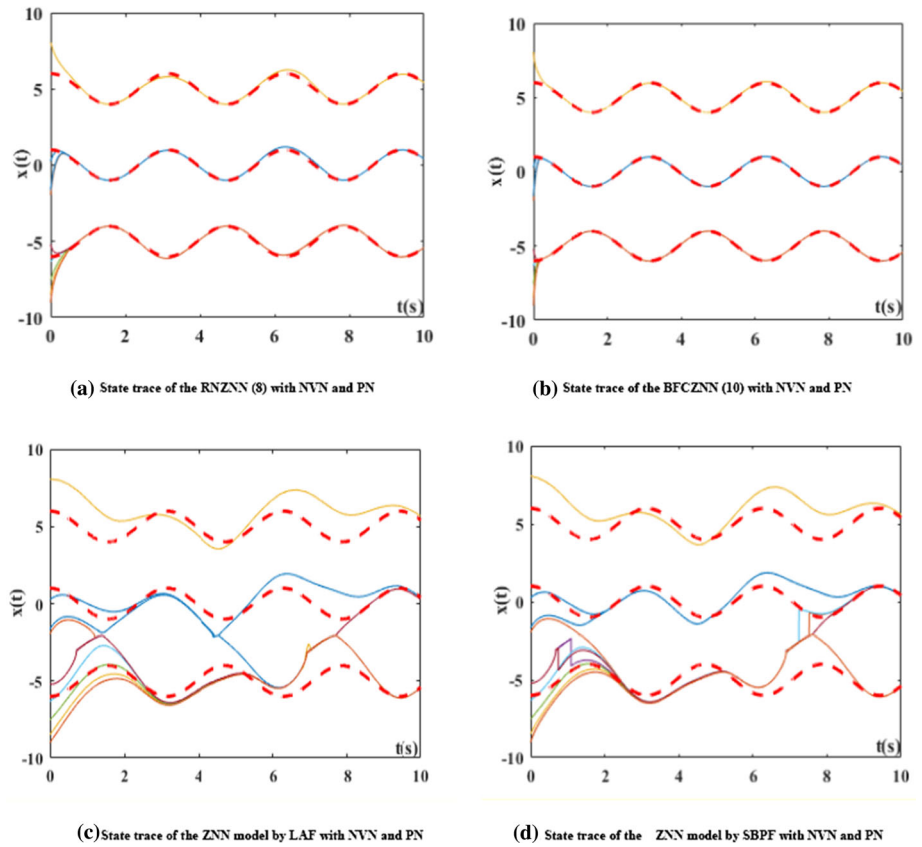 10
5
0
-5
-10
x(t)
t(s)
0 2 4 6 8 10
(a) State trace of the RNZNN (8) with NVN and PN
10
5
0
-5
-10
x(t)
t(s)
0 2 4 6 8 10
(b) State trace of the BFCZNN (10) with NVN and PN
10
5
0
-5
-10
x(t)
t(s)
0 2 4 6 8 10
(c) State trace of the ZNN model by LAF with NVN and PN
10
5
0
-5
-10
x(t)
t(s)
0 2 4 6 8 10
(d) State trace of the ZNN model by SBPF with NVN and PN